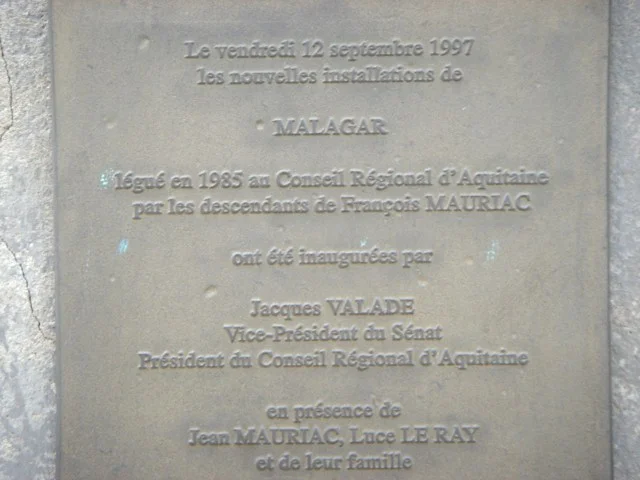 Le vendredi 12 septembre 1997
les nouvelles installations de
MALAGAR
légué en 1985 au Conseil Régional d'Aquitaine
par les descendants de François MAURIAC
ont été inaugurées par
Jacques VALADE
Vice-Président du Sénat
Président du Conseil Régional d'Aquitaine
en présence de
Jean MAURIAC, Luce LE RAY
et de leur famille